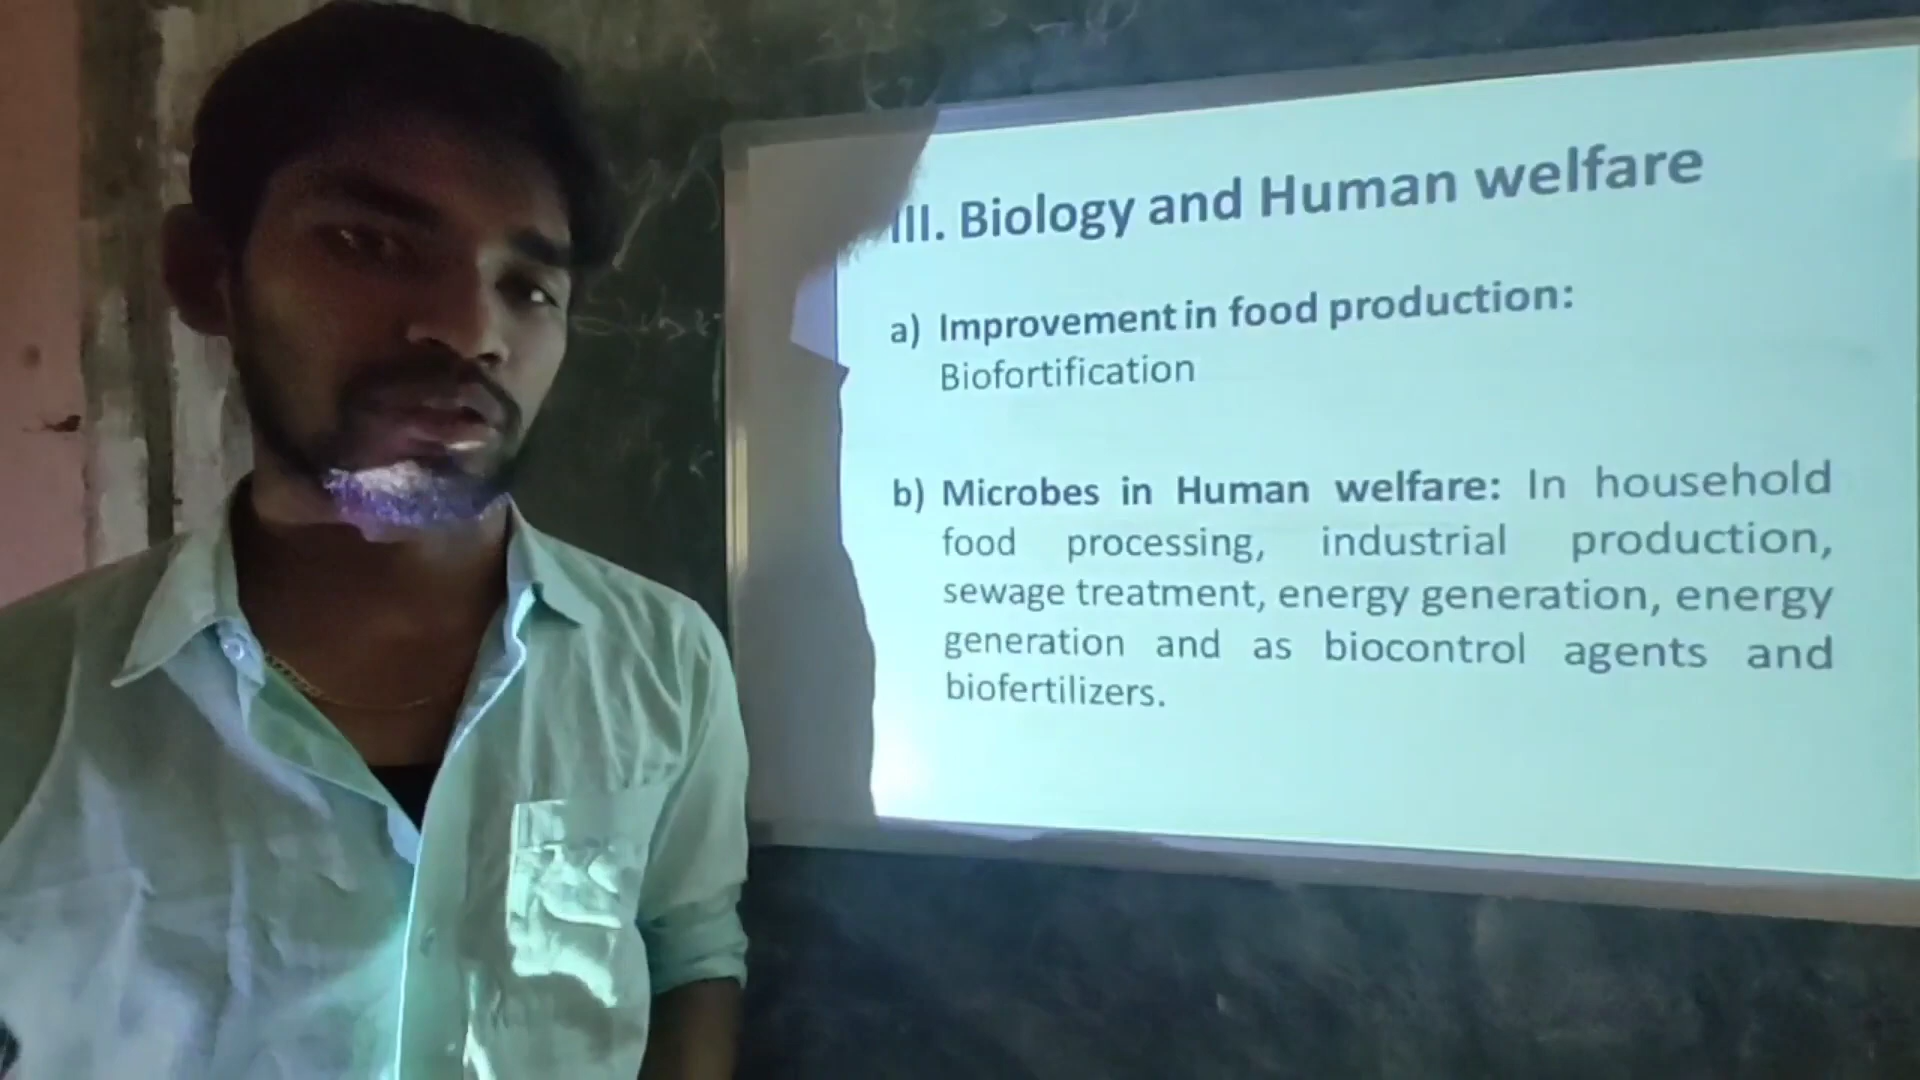 III. Biology and Human welfare
a) Improvement in food production:
Biofortification
b) Microbes in Human welfare: In household
food processing, industrial production,
sewage treatment, energy generation, energy
generation and as biocontrol agents and
biofertilizers.